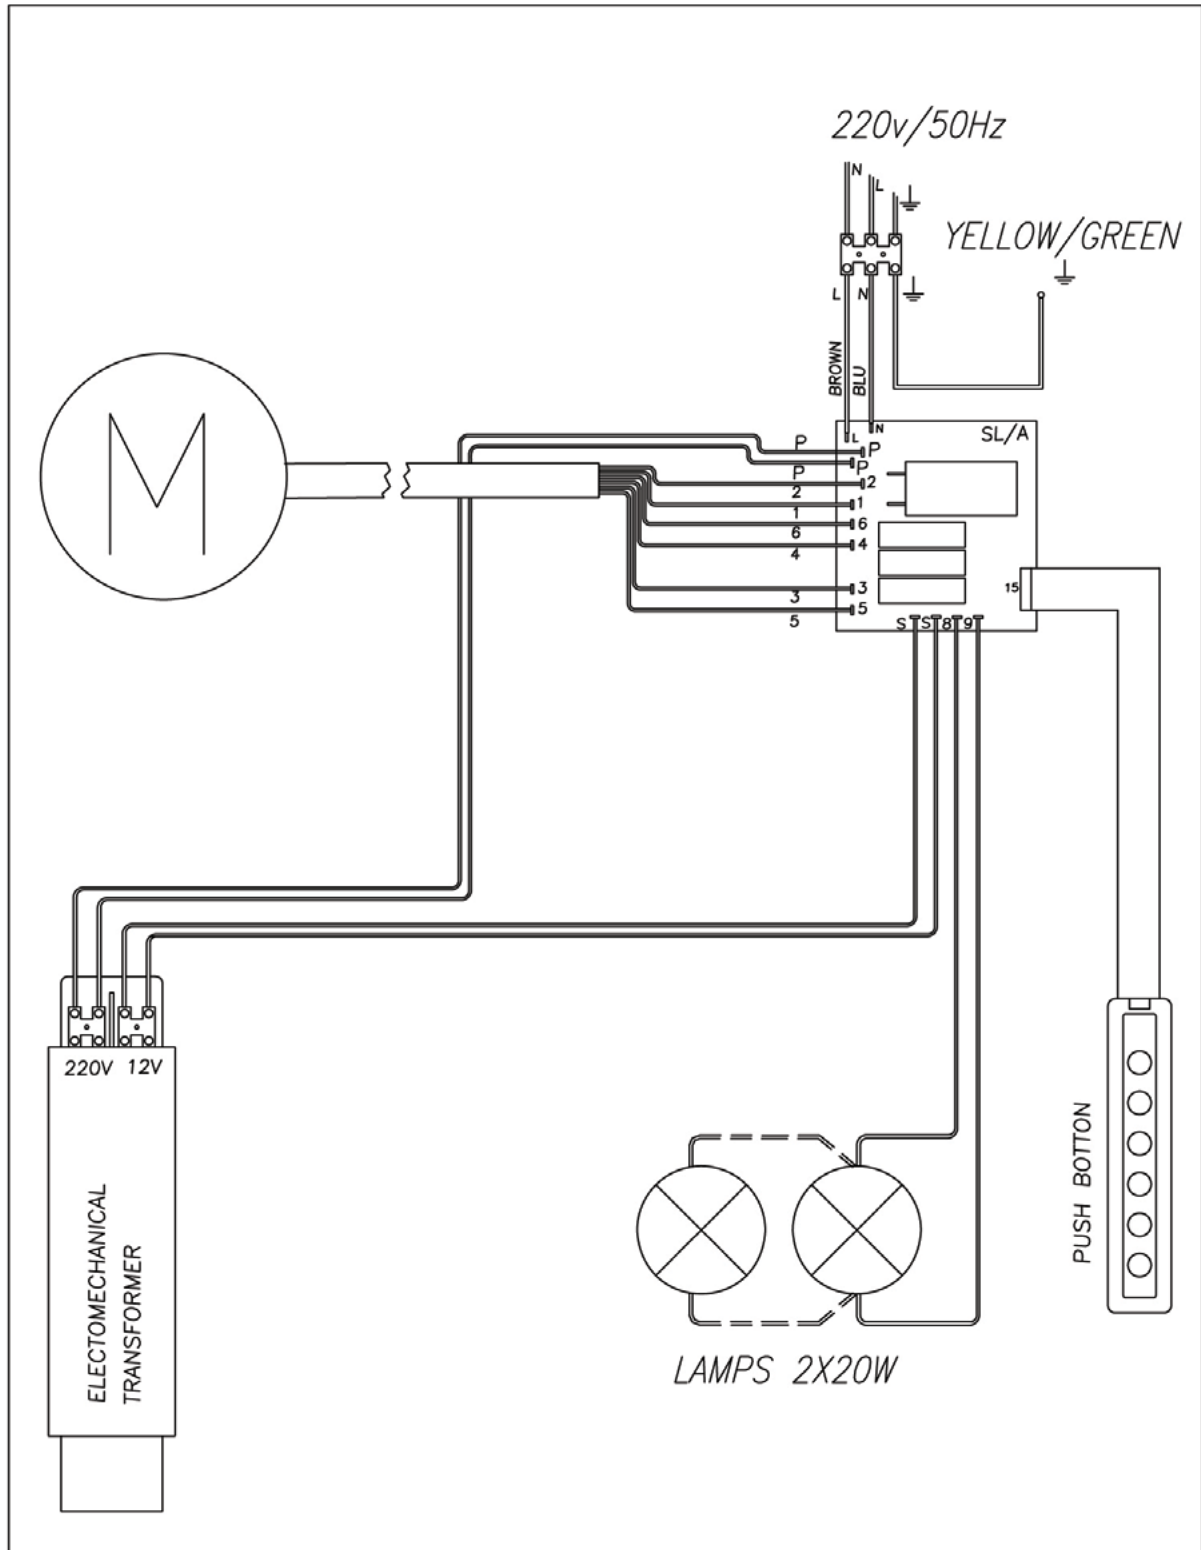 220v/50Hz
N
L
YELLOW/GREEN
L N
BROWN
BLU
L N
SL/A
P P
P P
2 2
1 1
6 6
4 4
3 3
5 5
15
S S 8 9
M
220V 12V
ELECTOMECHANICAL
TRANSFORMER
PUSH BOTTON
LAMPS 2X20W